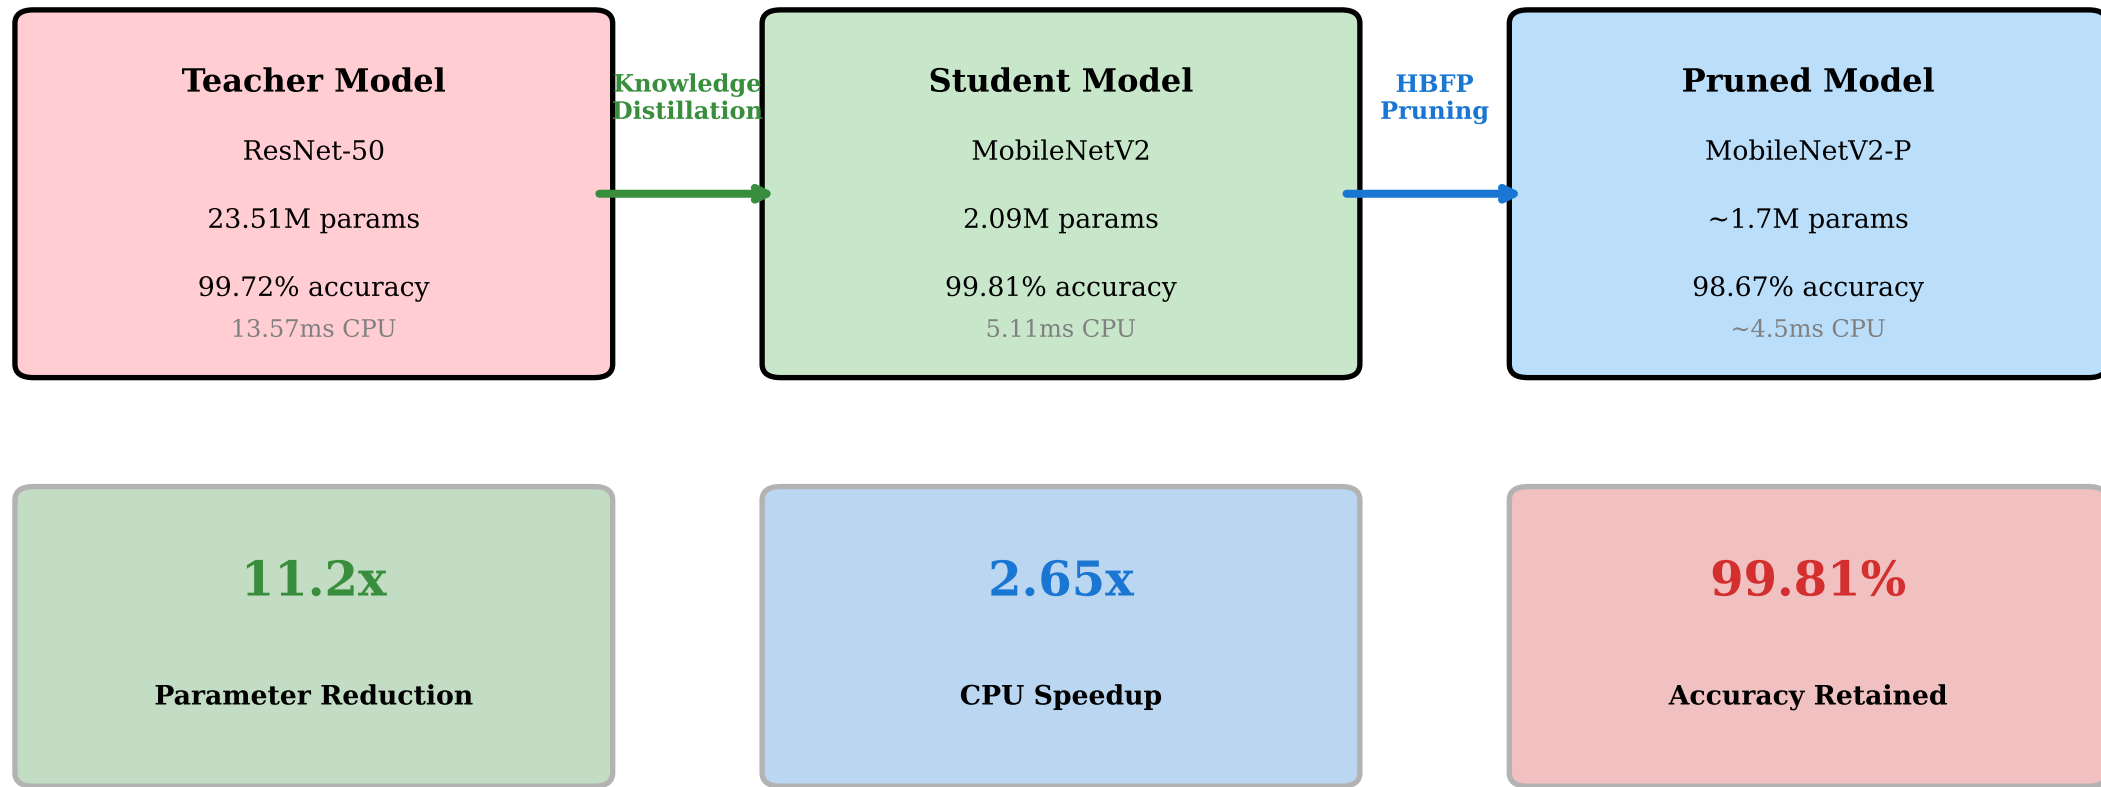 Teacher Model
ResNet-50
23.51M params
99.72% accuracy
13.57ms CPU
Knowledge
Distillation
Student Model
MobileNetV2
2.09M params
99.81% accuracy
5.11ms CPU
HBFP
Pruning
Pruned Model
MobileNetV2-P
~1.7M params
98.67% accuracy
~4.5ms CPU
11.2x
Parameter Reduction
2.65x
CPU Speedup
99.81%
Accuracy Retained